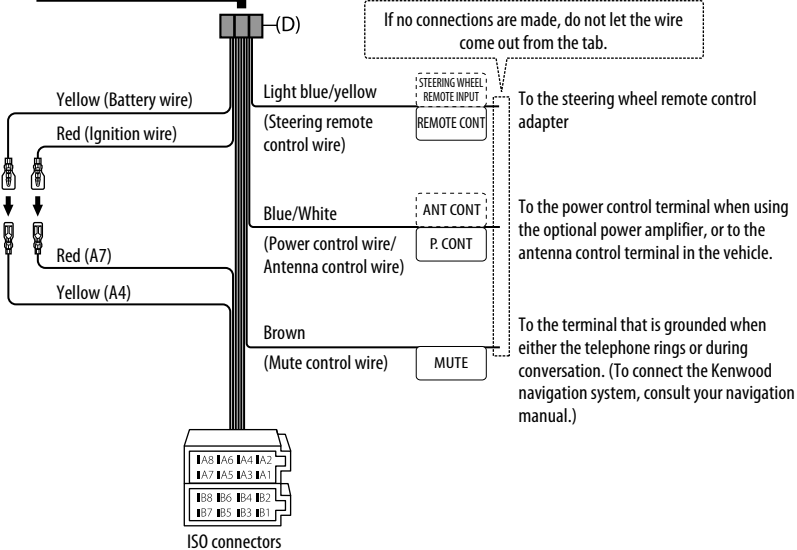 (D)
If no connections are made, do not let the wire
come out from the tab.
Yellow (Battery wire)
Red (Ignition wire)
Light blue/yellow
(Steering remote
control wire)
STEERING WHEEL
REMOTE INPUT
REMOTE CONT
To the steering wheel remote control
adapter
Blue/White
(Power control wire/
Antenna control wire)
ANT CONT
P. CONT
To the power control terminal when using
the optional power amplifier, or to the
antenna control terminal in the vehicle.
Red (A7)
Yellow (A4)
Brown
(Mute control wire)
MUTE
To the terminal that is grounded when
either the telephone rings or during
conversation. (To connect the Kenwood
navigation system, consult your navigation
manual.)
A8 A6 A4 A2
A7 A5 A3 A1
B8 B6 B4 B2
B7 B5 B3 B1
ISO connectors